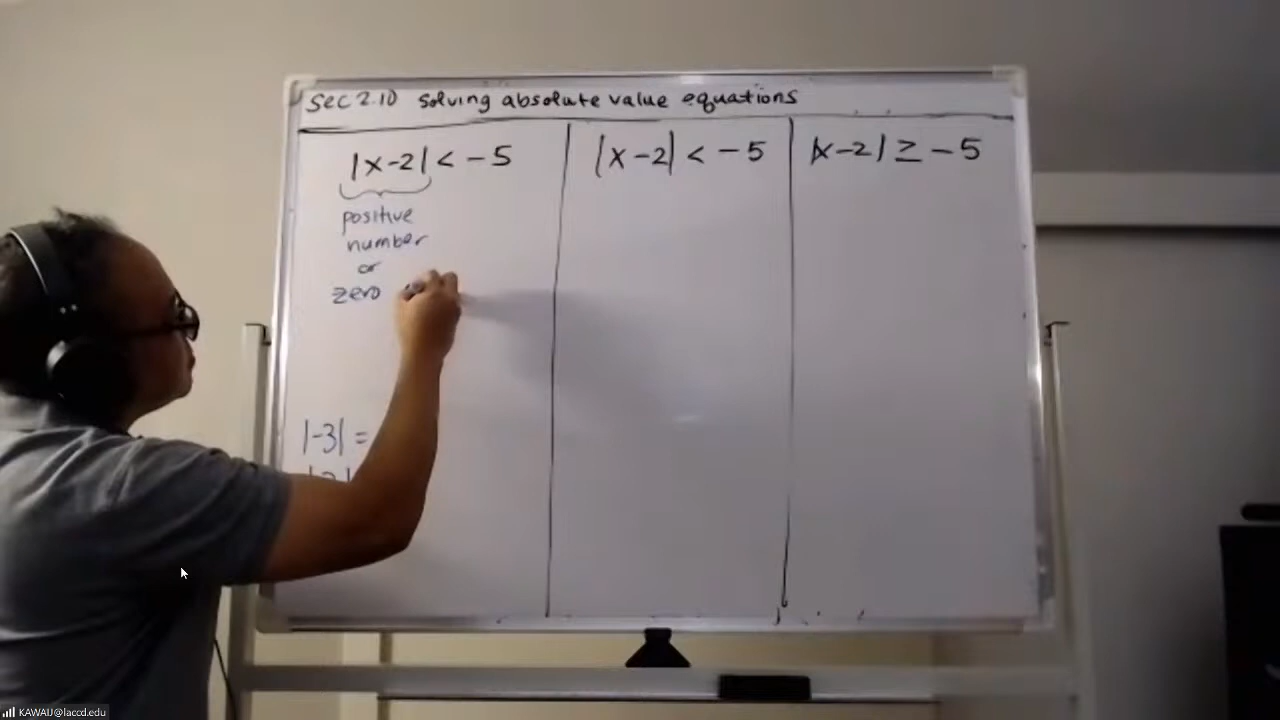 Sec 2.10 Solving absolute value equations
|x-2| < -5
positive
number
or
zero
|-3| =
|x-2| < -5
|x-2| ≥ -5
KAWAIJ@laccd.edu